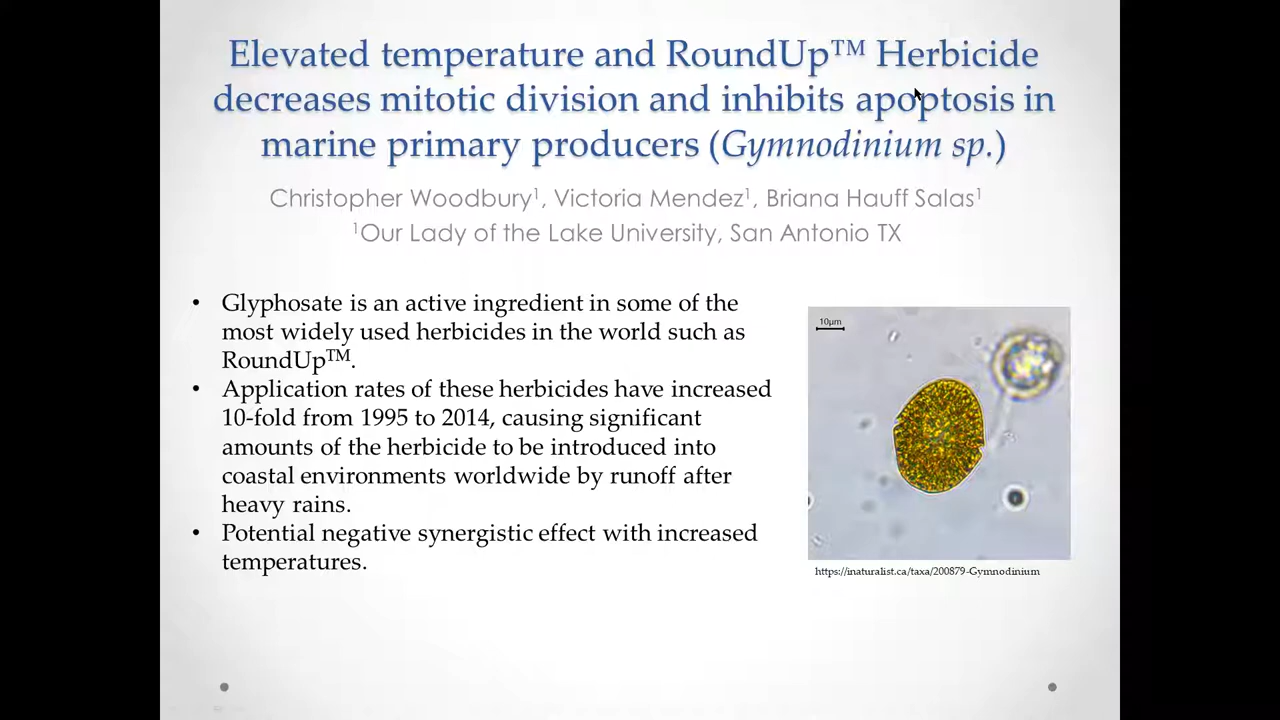 Elevated temperature and RoundUp™ Herbicide
decreases mitotic division and inhibits apoptosis in
marine primary producers (Gymnodinium sp.)
Christopher Woodbury¹, Victoria Mendez¹, Briana Hauff Salas¹
¹Our Lady of the Lake University, San Antonio TX
• Glyphosate is an active ingredient in some of the
most widely used herbicides in the world such as
RoundUp™.
• Application rates of these herbicides have increased
10-fold from 1995 to 2014, causing significant
amounts of the herbicide to be introduced into
coastal environments worldwide by runoff after
heavy rains.
• Potential negative synergistic effect with increased
temperatures.
10μm
https://inaturalist.ca/taxa/200879-Gymnodinium